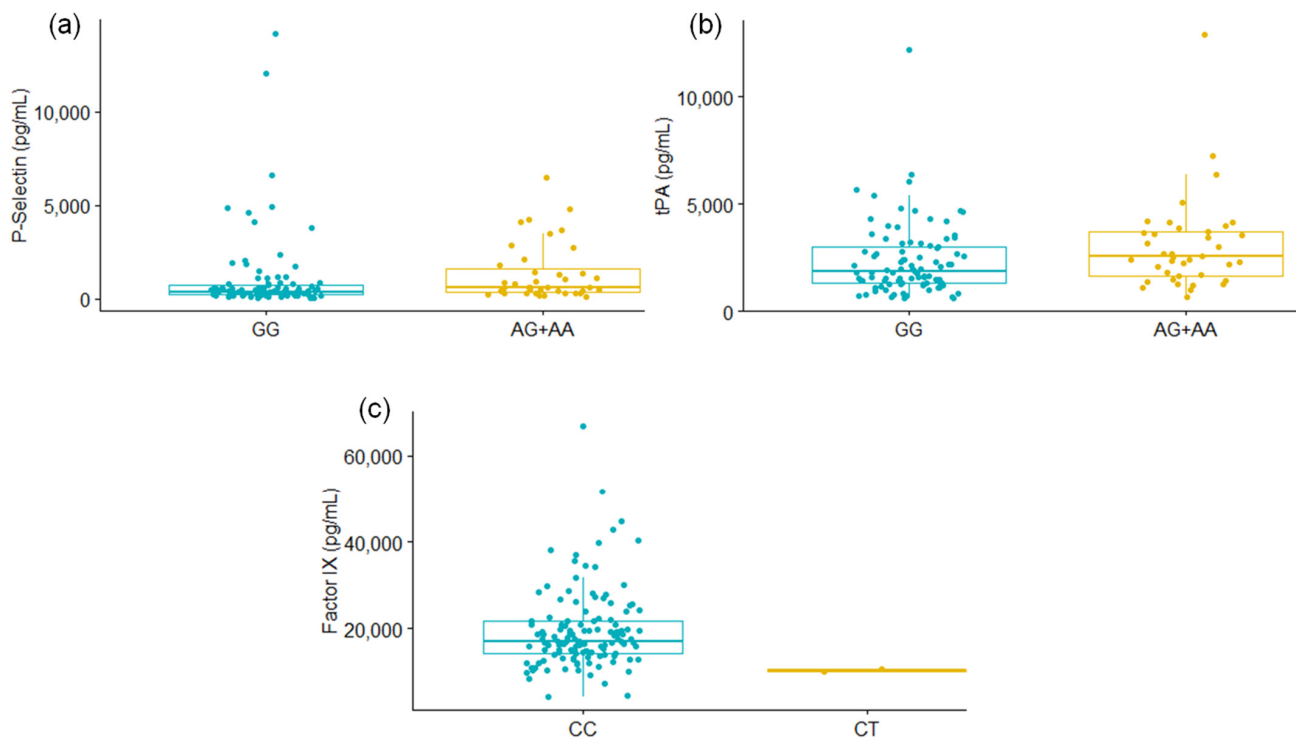 (a)
P-Selectin (pg/mL)
10,000
5,000
0
GG
AG+AA
(b)
tPA (pg/mL)
10,000
5,000
0
GG
AG+AA
(c)
Factor IX (pg/mL)
60,000
40,000
20,000
CC
CT